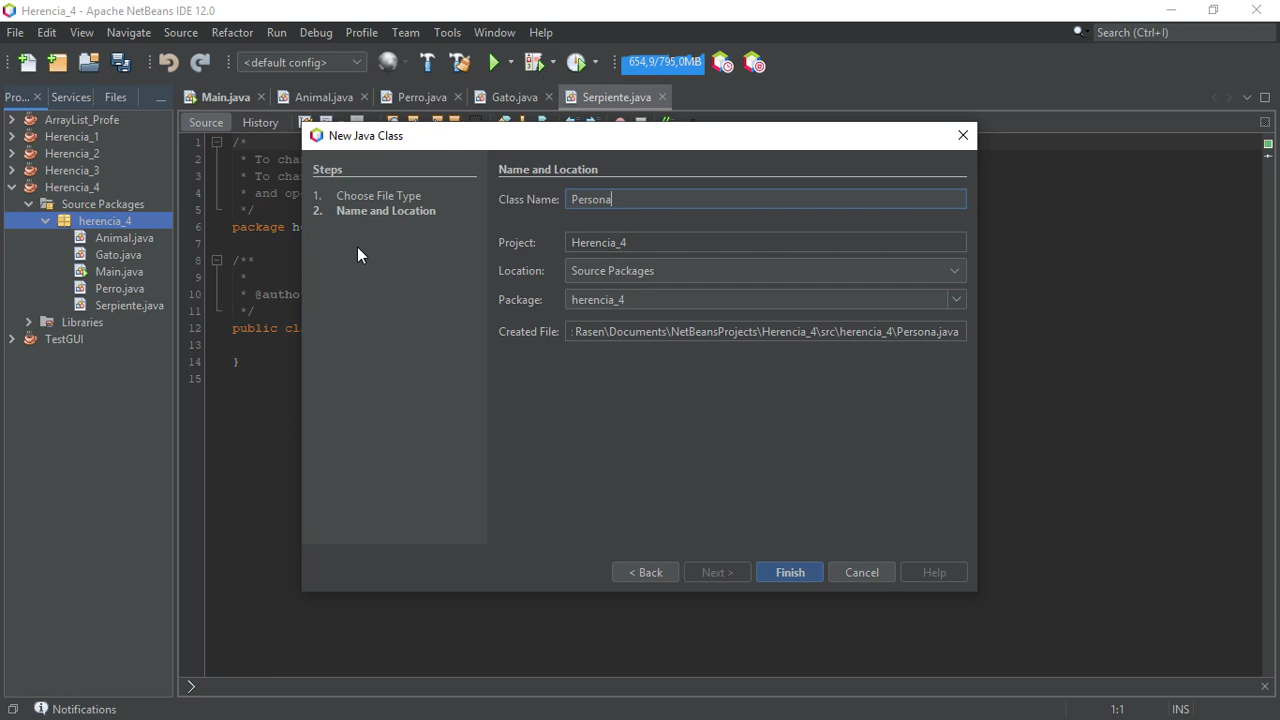 Herencia_4 - Apache NetBeans IDE 12.0
File Edit View Navigate Source Refactor Run Debug Profile Team Tools Window Help
Search (Ctrl+I)
<default config>
654,9/795,0MB
Pro... Services Files
Main.java Animal.java Perro.java Gato.java Serpiente.java
Source History
ArrayList_Profe
Herencia_1
Herencia_2
Herencia_3
Herencia_4
Source Packages
herencia_4
Animal.java
Gato.java
Main.java
Perro.java
Serpiente.java
Libraries
TestGUI
1 /*
2 * To cha
3 * To cha
4 * and op
5 */
6 package h
7
8 /**
9 *
10 * @autho
11 */
12 public cl
13
14 }
15
New Java Class
Steps
1. Choose File Type
2. Name and Location
Name and Location
Class Name: Persona
Project: Herencia_4
Location: Source Packages
Package: herencia_4
Created File: :Rasen\Documents\NetBeansProjects\Herencia_4\src\herencia_4\Persona.java
< Back Next > Finish Cancel Help
Notifications
1:1 INS